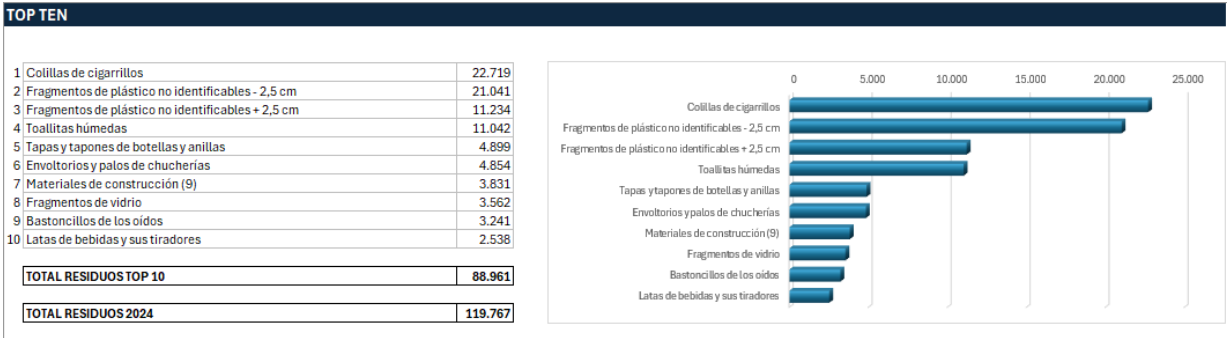 TOP TEN
1 Colillas de cigarrillos 22.719
2 Fragmentos de plástico no identificables - 2,5 cm 21.041
3 Fragmentos de plástico no identificables + 2,5 cm 11.234
4 Toallitas húmedas 11.042
5 Tapas y tapones de botellas y anillas 4.899
6 Envoltorios y palos de chucherías 4.854
7 Materiales de construcción (9) 3.831
8 Fragmentos de vidrio 3.562
9 Bastoncillos de los oídos 3.241
10 Latas de bebidas y sus tiradores 2.538
TOTAL RESIDUOS TOP 10 88.961
TOTAL RESIDUOS 2024 119.767
0 5.000 10.000 15.000 20.000 25.000
Colillas de cigarrillos
Fragmentos de plástico no identificables - 2,5 cm
Fragmentos de plástico no identificables + 2,5 cm
Toallitas húmedas
Tapas y tapones de botellas y anillas
Envoltorios y palos de chucherías
Materiales de construcción (9)
Fragmentos de vidrio
Bastoncillos de los oídos
Latas de bebidas y sus tiradores